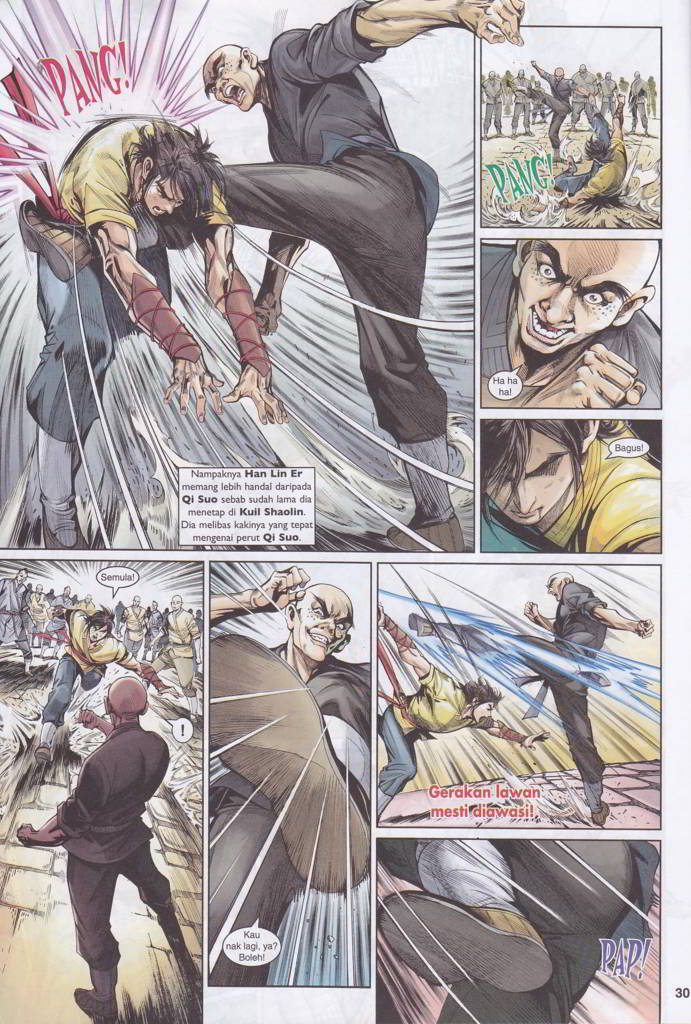 PANG!
Nampaknya Han Lin Er
memang lebih handal daripada
Qi Suo sebab sudah lama dia
menetap di Kuil Shaolin.
Dia melibas kakinya yang tepat
mengenai perut Qi Suo.
PANG!
Ha ha
ha!
Bagus!
Semula!
!
Kau
nak lagi, ya?
Boleh!
Gerakan lawan
mesti diawasi!
PAP!
30